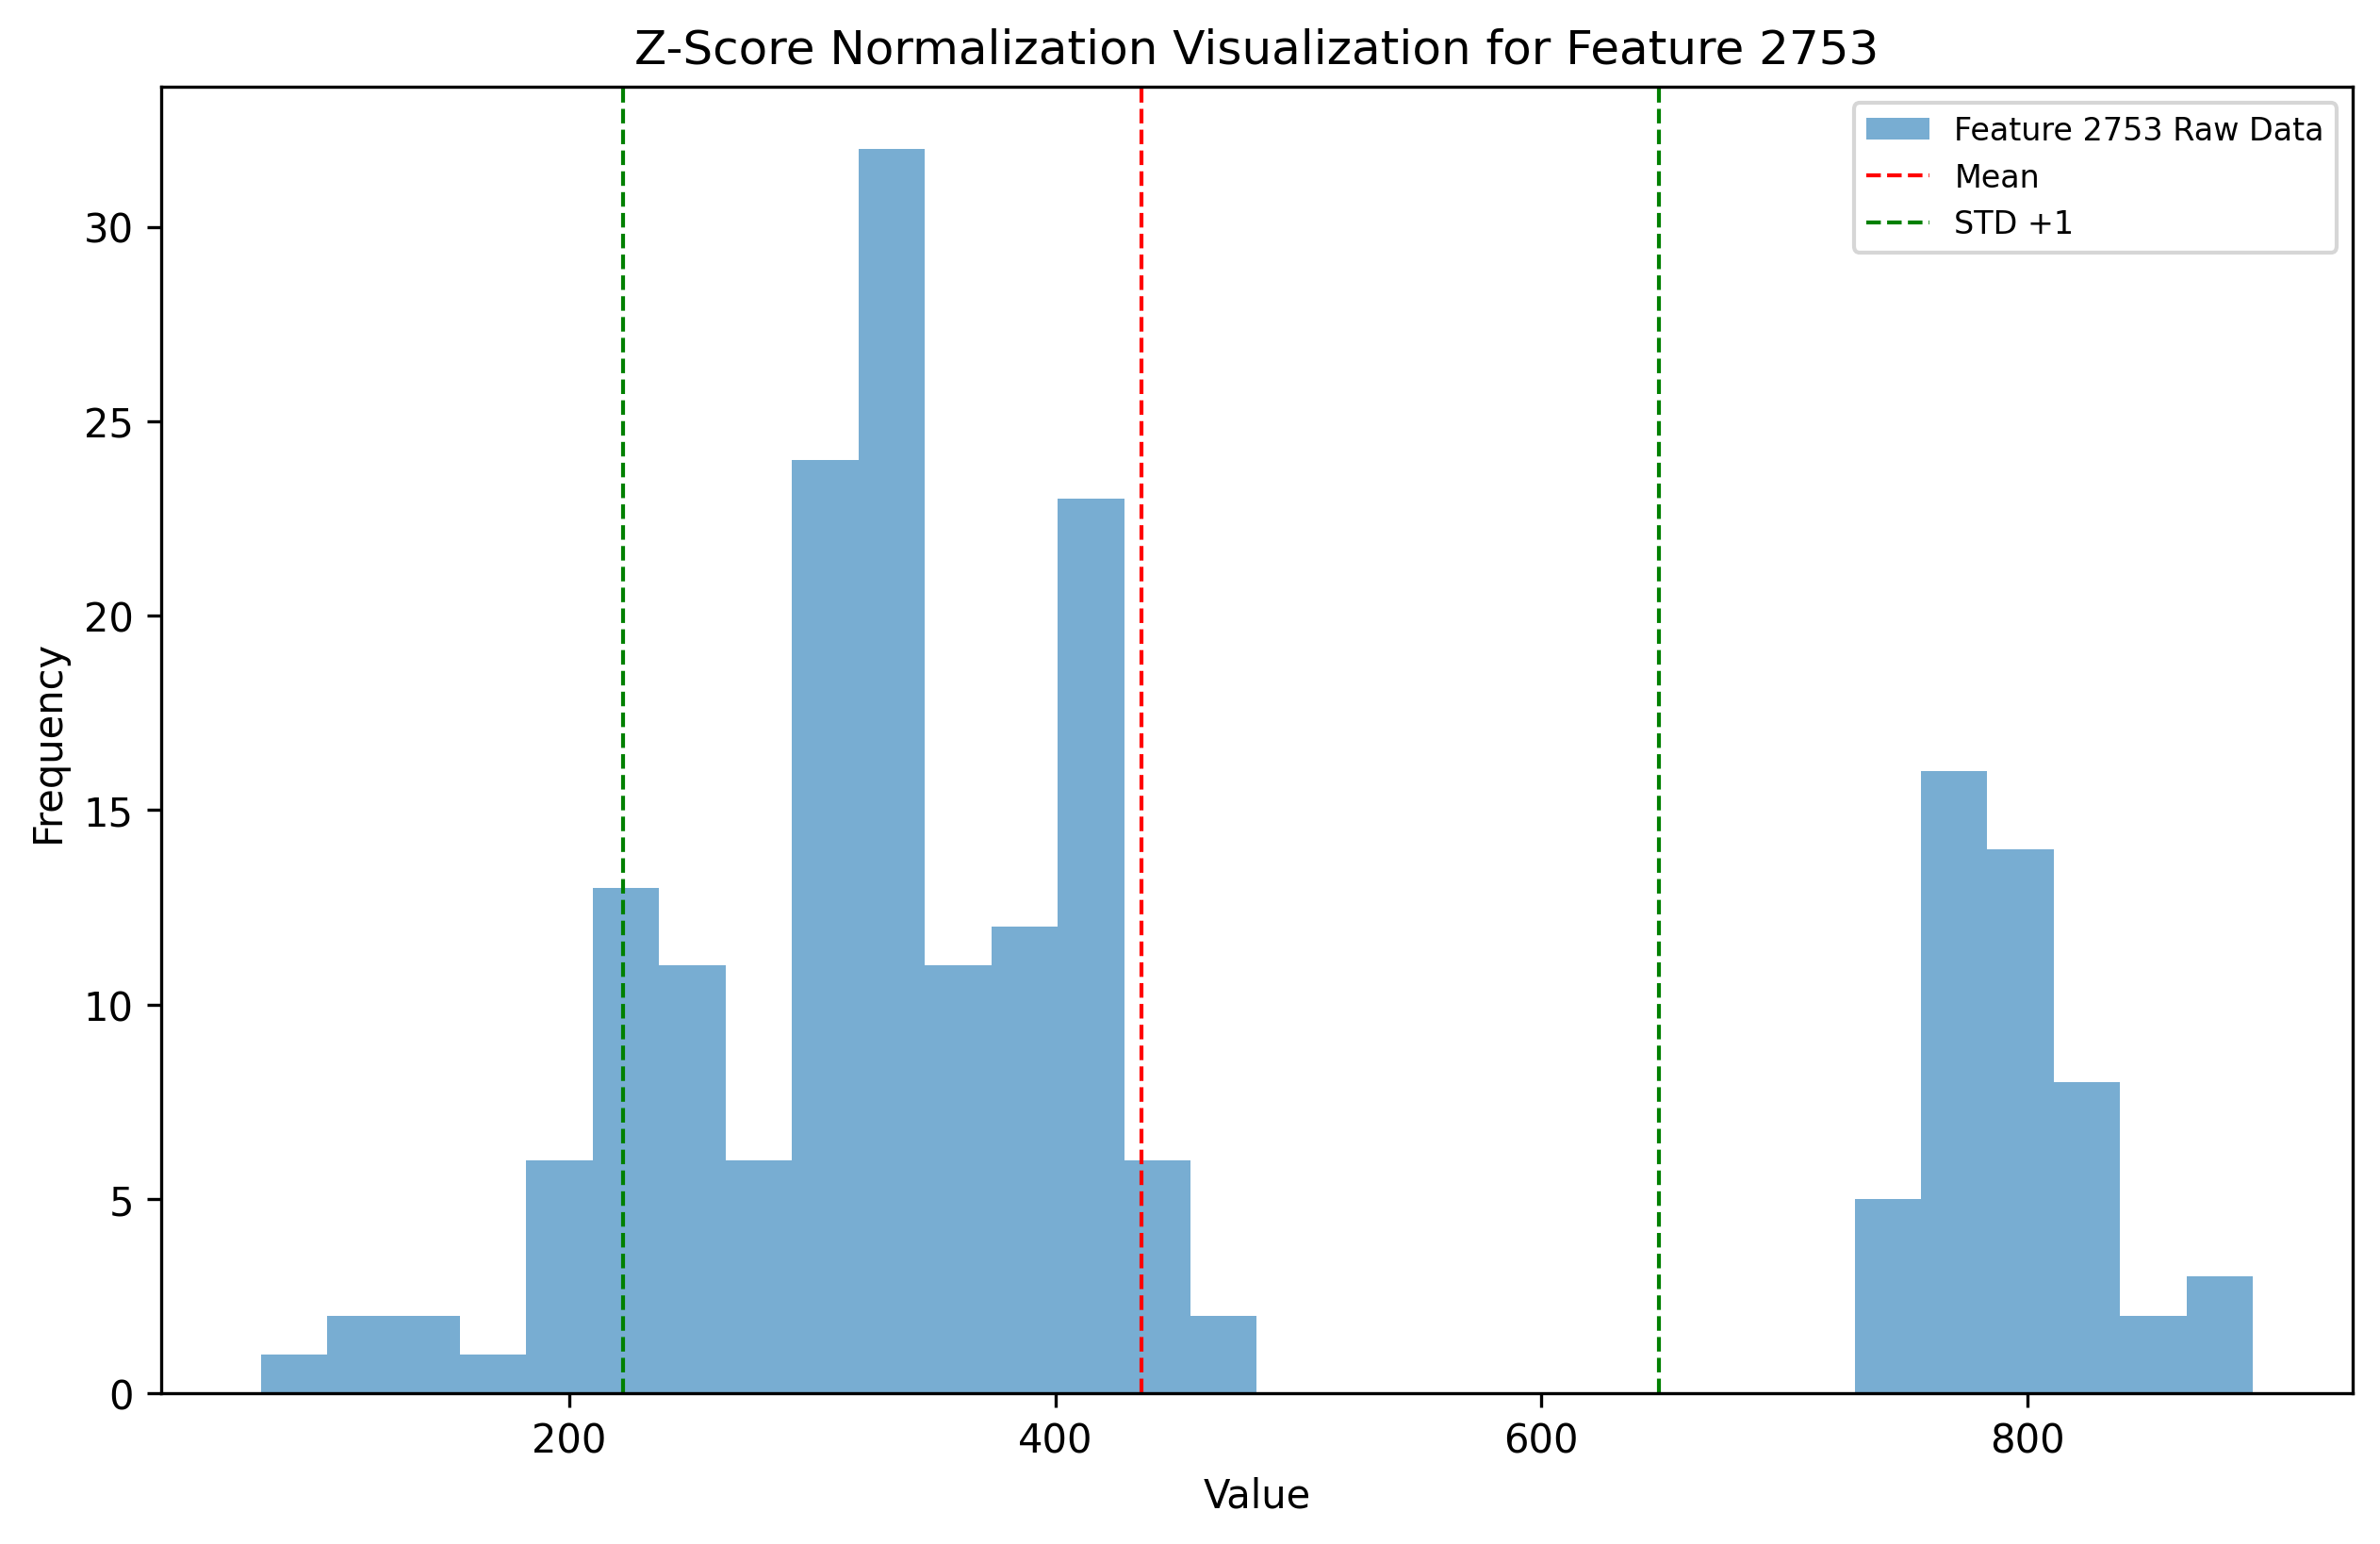 Z-Score Normalization Visualization for Feature 2753
Feature 2753 Raw Data
Mean
STD +1
30
25
20
15
10
5
0
Frequency
200
400
600
800
Value